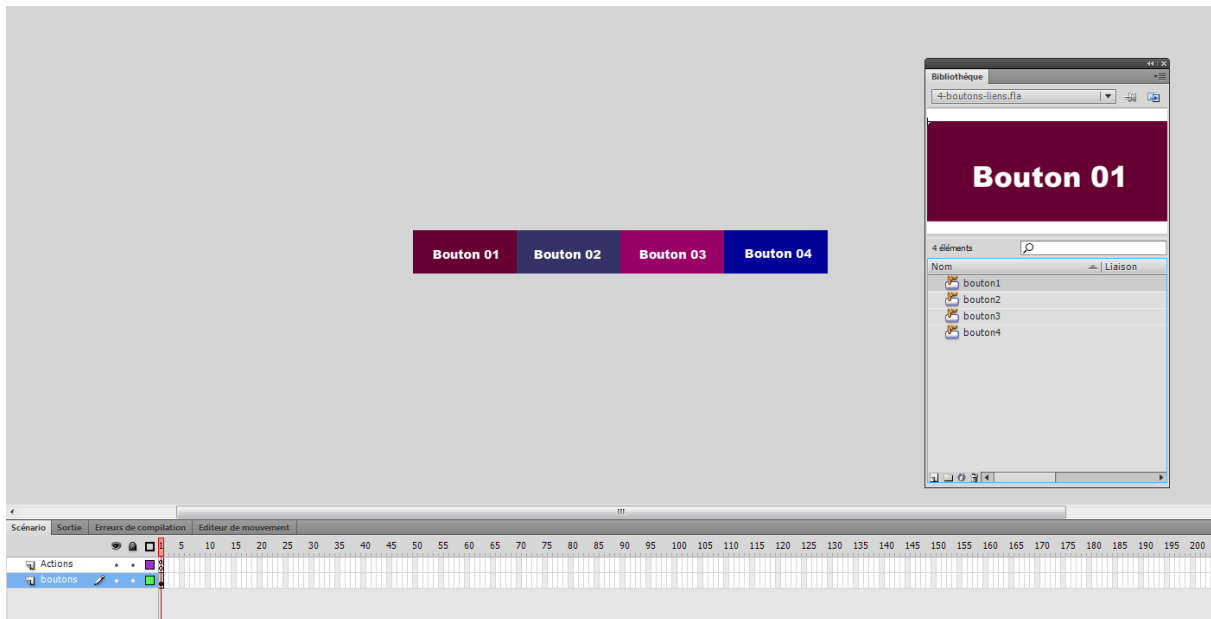 Bibliothèque
4-boutons-liens.fla
Bouton 01
Bouton 01 Bouton 02 Bouton 03 Bouton 04
4 éléments
Nom Liaison
bouton1
bouton2
bouton3
bouton4
Scénario Sortie Erreurs de compilation Editeur de mouvement
1 5 10 15 20 25 30 35 40 45 50 55 60 65 70 75 80 85 90 95 100 105 110 115 120 125 130 135 140 145 150 155 160 165 170 175 180 185 190 195 200
Actions
boutons